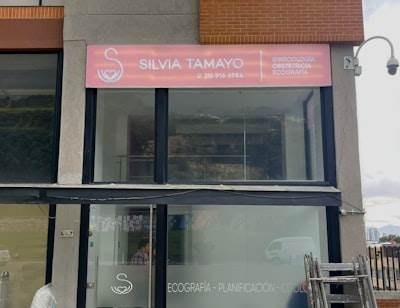 SILVIA TAMAYO
GINECOLOGÍA
OBSTETRICIA
ECOGRAFÍA
ECOGRAFÍA - PLANIFICACIÓN -